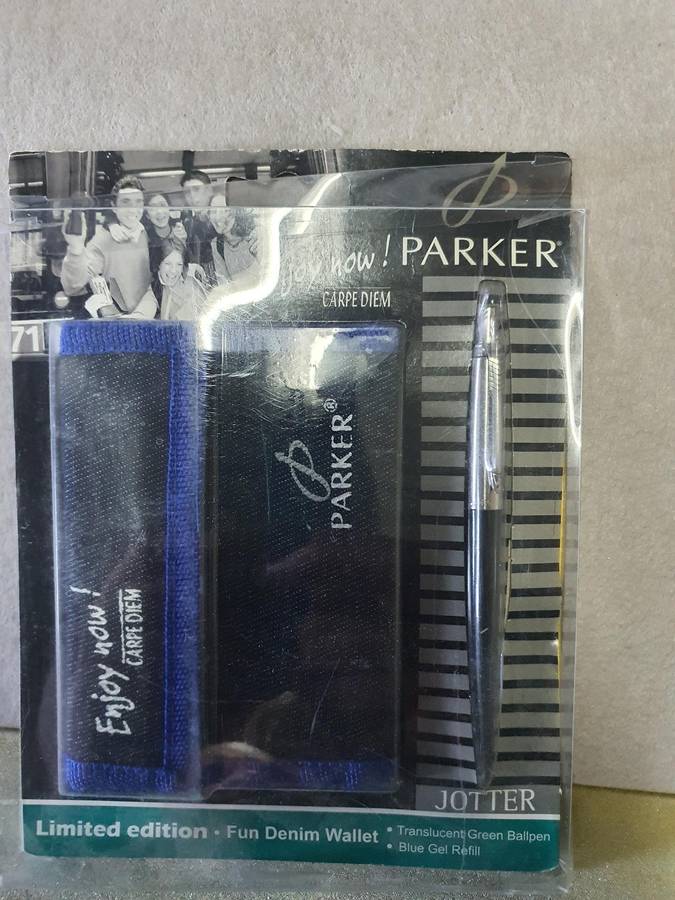 Enjoy now! PARKER®
CARPE DIEM
71
PARKER®
Enjoy now!
CARPE DIEM
JOTTER
Limited edition • Fun Denim Wallet • Translucent Green Ballpen
• Blue Gel Refill